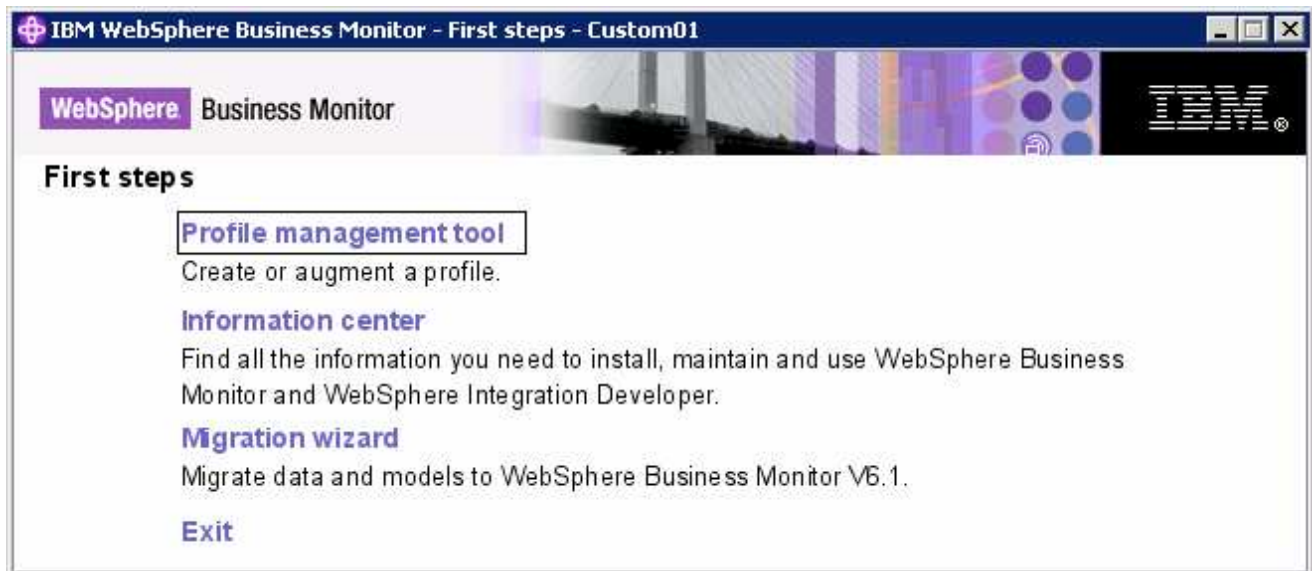 IBM WebSphere Business Monitor - First steps - Custom01
WebSphere Business Monitor
IBM®
First steps
Profile management tool
Create or augment a profile.
Information center
Find all the information you need to install, maintain and use WebSphere Business
Monitor and WebSphere Integration Developer.
Migration wizard
Migrate data and models to WebSphere Business Monitor V6.1.
Exit